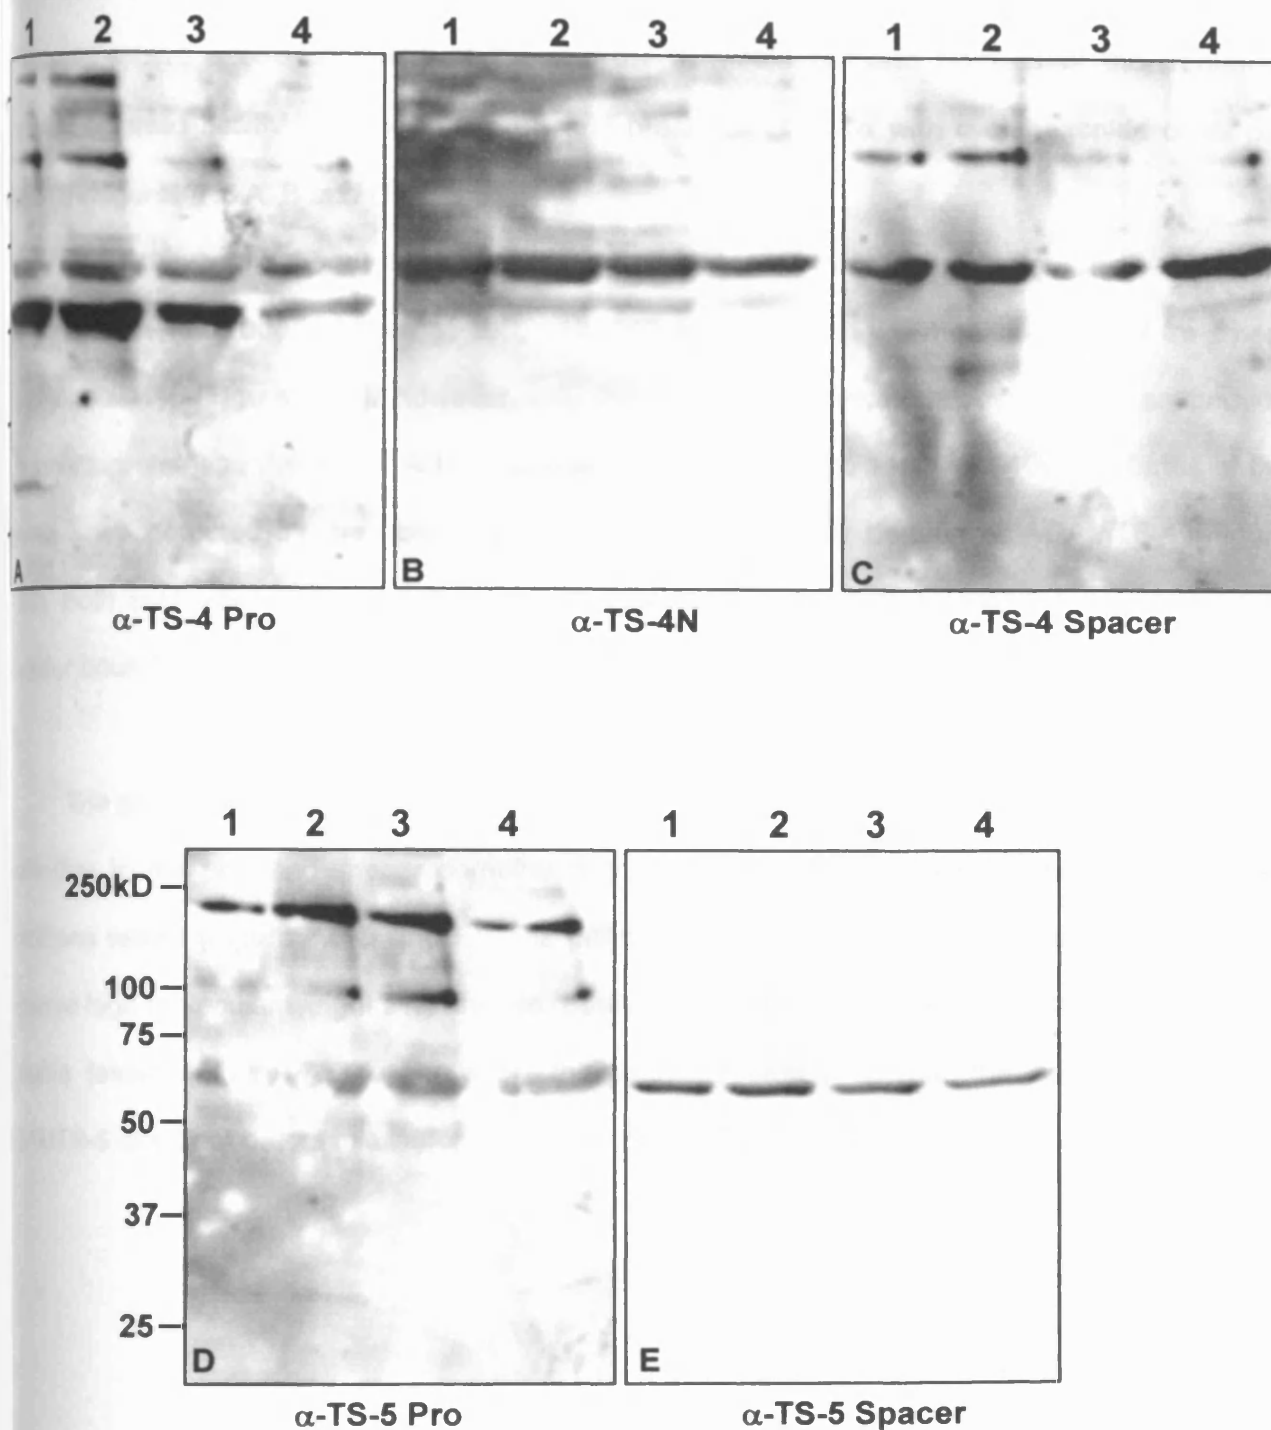 1 2 3 4
1 2 3 4
1 2 3 4
A
B
C
α-TS-4 Pro
α-TS-4N
α-TS-4 Spacer
1 2 3 4
1 2 3 4
250kD
100
75
50
37
25
D
E
α-TS-5 Pro
α-TS-5 Spacer